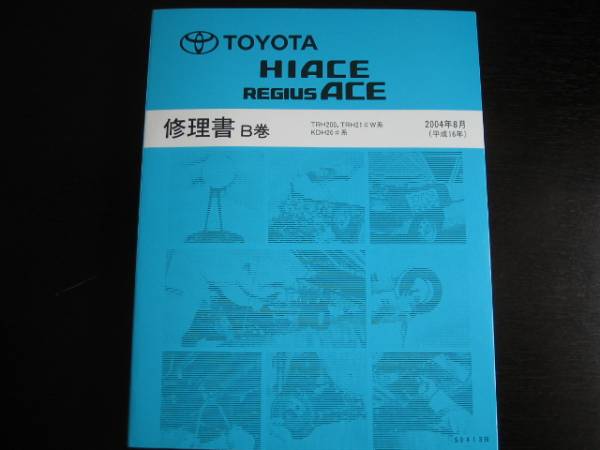 TOYOTA
HIACE
REGIUS ACE
修理書 B巻
TRH200, TRH21#W系
KDH20#系
2004年8月
(平成16年)